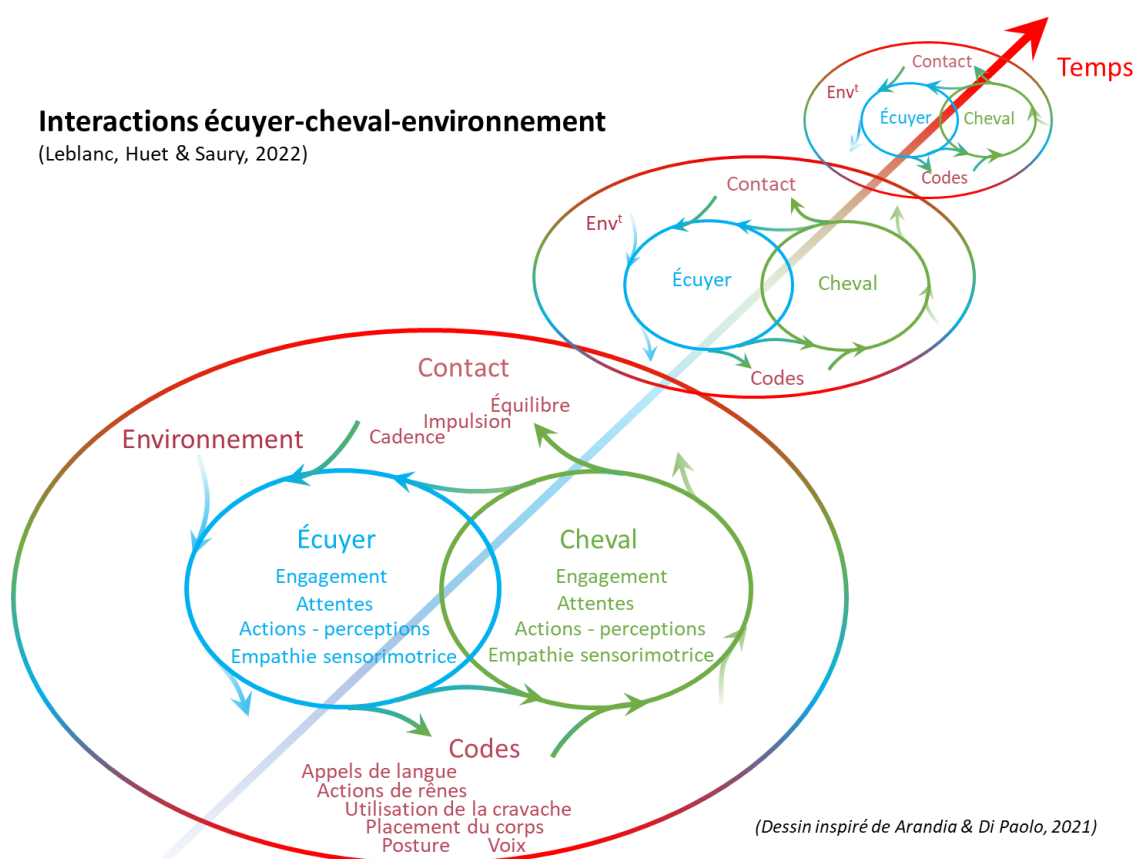 Interactions écuyer-cheval-environnement
(Leblanc, Huet & Saury, 2022)
Temps
Contact
Envᵗ
Écuyer
Cheval
Codes
Contact
Envᵗ
Écuyer
Cheval
Codes
Contact
Équilibre
Impulsion
Cadence
Environnement
Écuyer
Engagement
Attentes
Actions - perceptions
Empathie sensorimotrice
Cheval
Engagement
Attentes
Actions - perceptions
Empathie sensorimotrice
Codes
Appels de langue
Actions de rênes
Utilisation de la cravache
Placement du corps
Posture Voix
(Dessin inspiré de Arandia & Di Paolo, 2021)